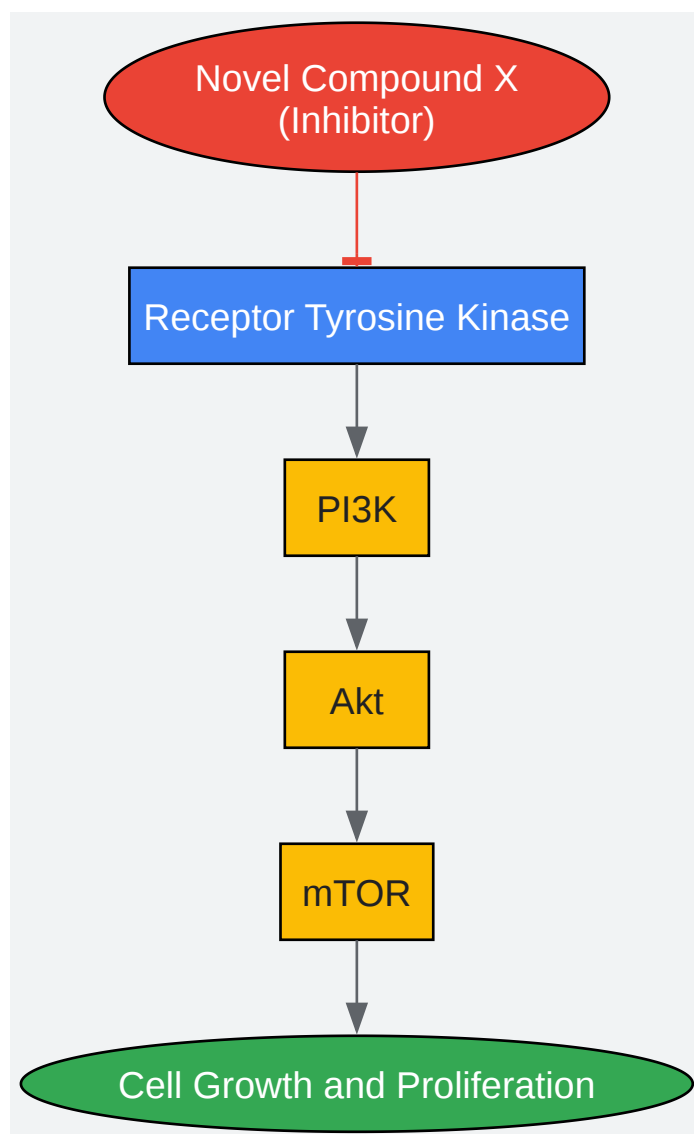 Novel Compound X
(Inhibitor)
Receptor Tyrosine Kinase
PI3K
Akt
mTOR
Cell Growth and Proliferation